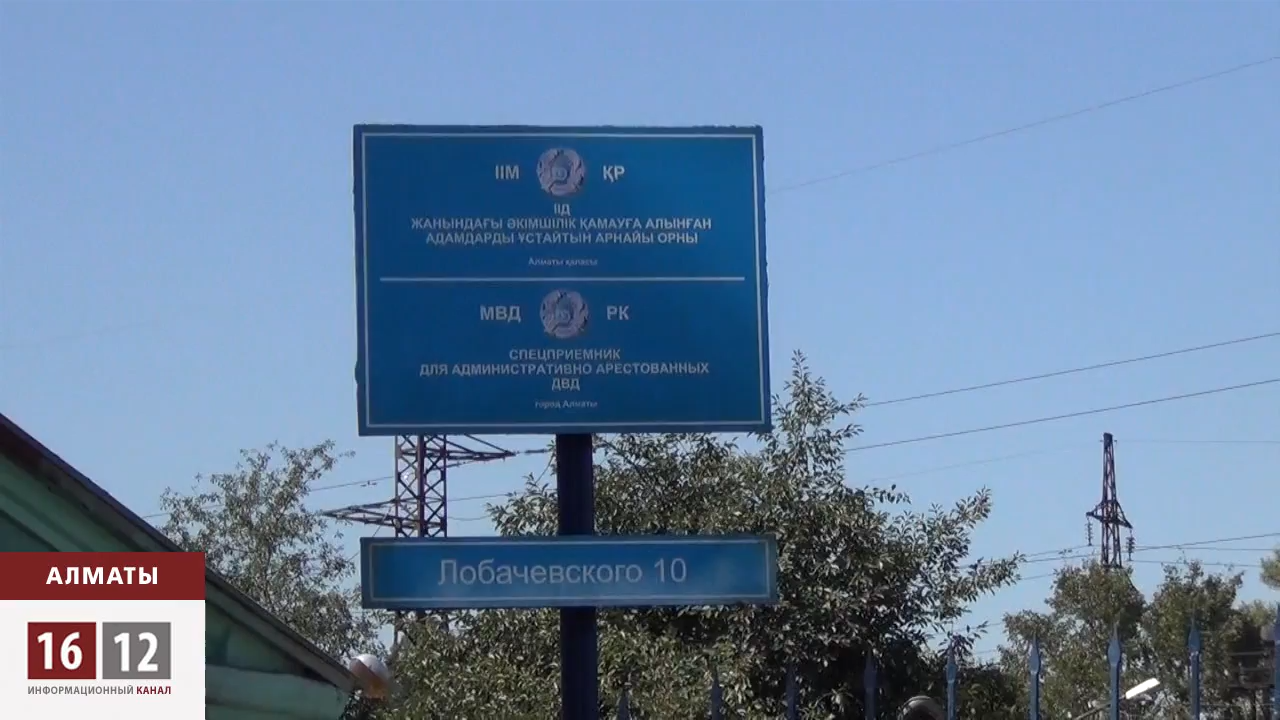 ІІМ ҚР
ІІД
ЖАНЫНДАҒЫ ӘКІМШІЛІК ҚАМАУҒА АЛЫНҒАН
АДАМДАРДЫ ҰСТАЙТЫН АРНАЙЫ ОРНЫ
Алматы қаласы
МВД РК
СПЕЦПРИЕМНИК
ДЛЯ АДМИНИСТРАТИВНО АРЕСТОВАННЫХ
ДВД
город Алматы
Лобачевского 10
АЛМАТЫ
16 12
ИНФОРМАЦИОННЫЙ КАНАЛ